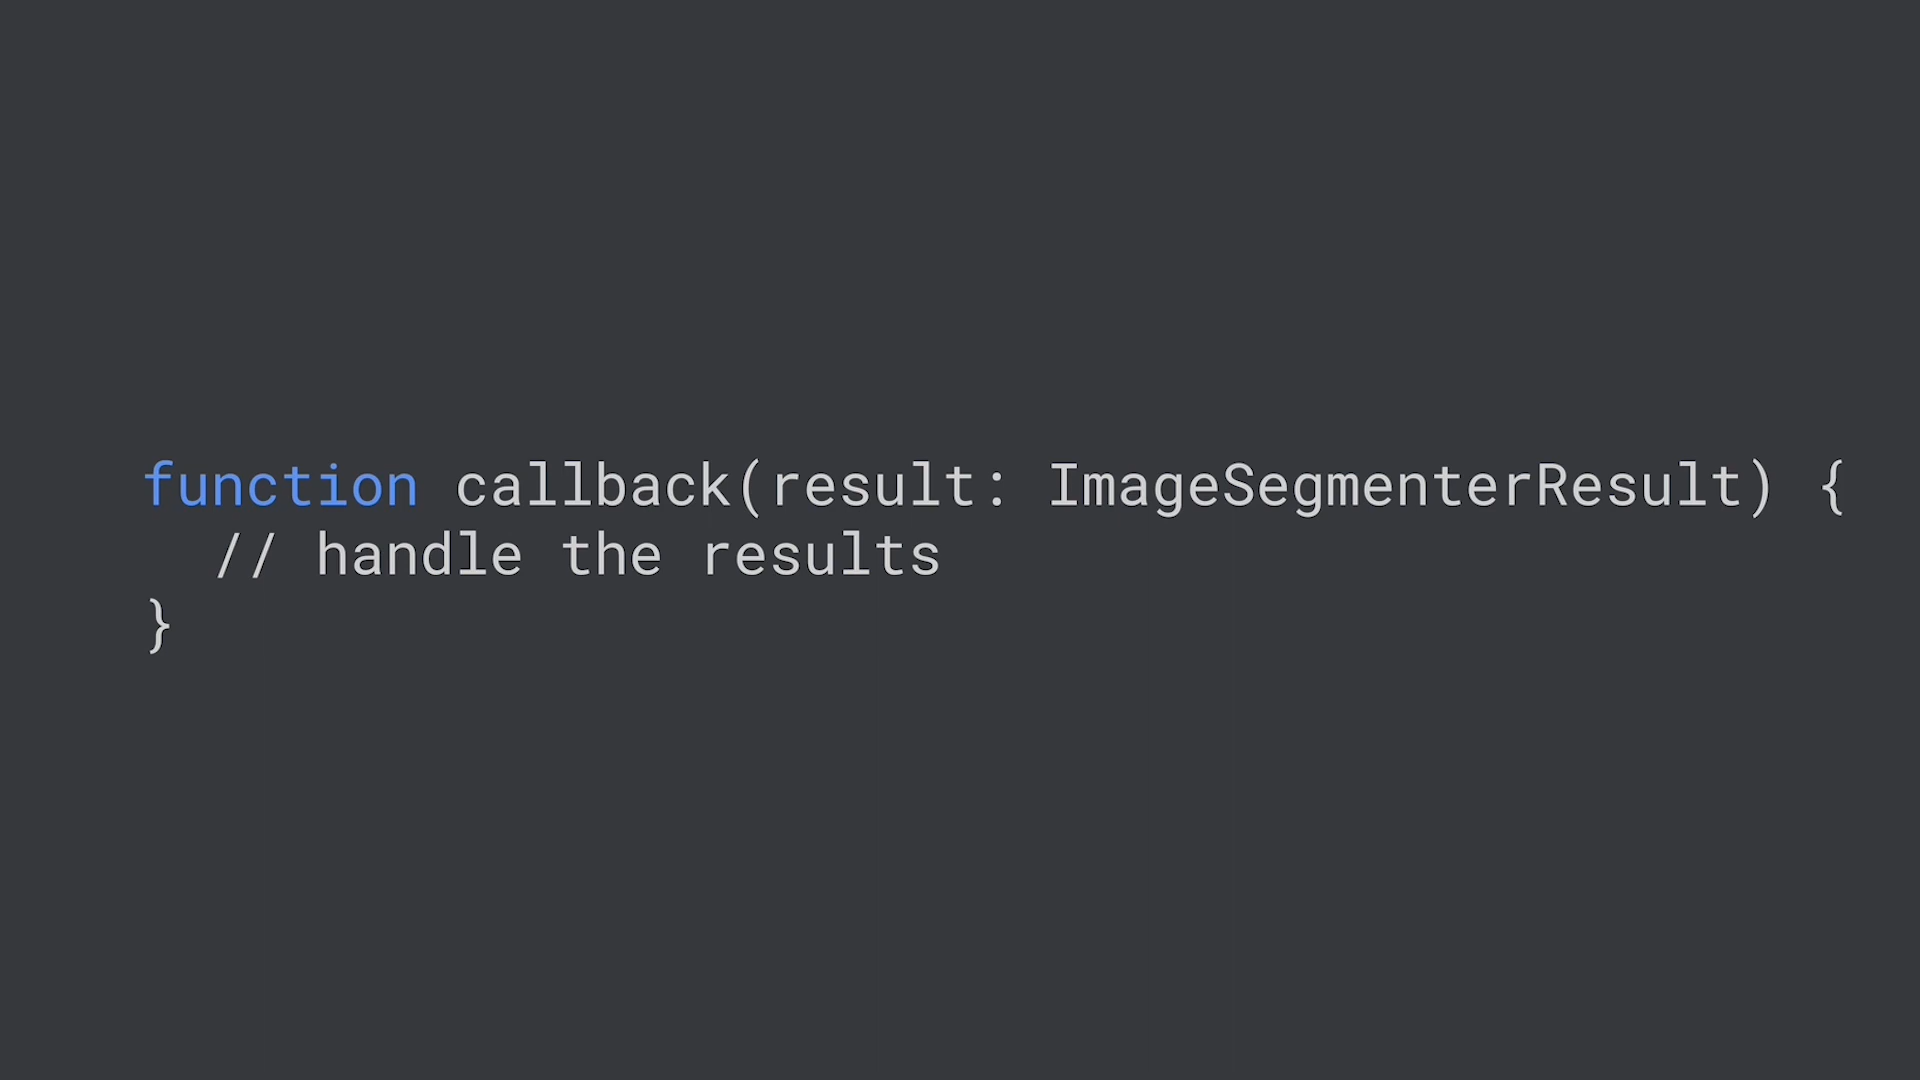 function callback(result: ImageSegmenterResult) {
  // handle the results
}